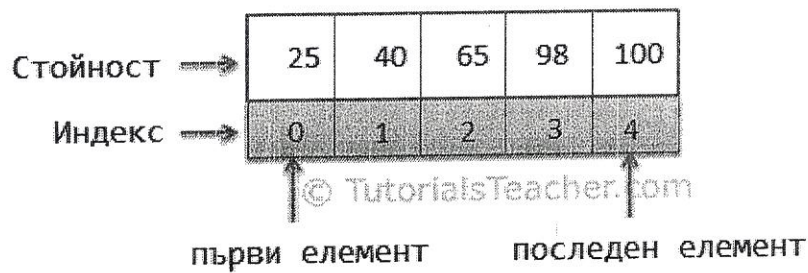 Стойност 25 40 65 98 100
Индекс 0 1 2 3 4
© TutorialsTeacher.com
първи елемент последен елемент